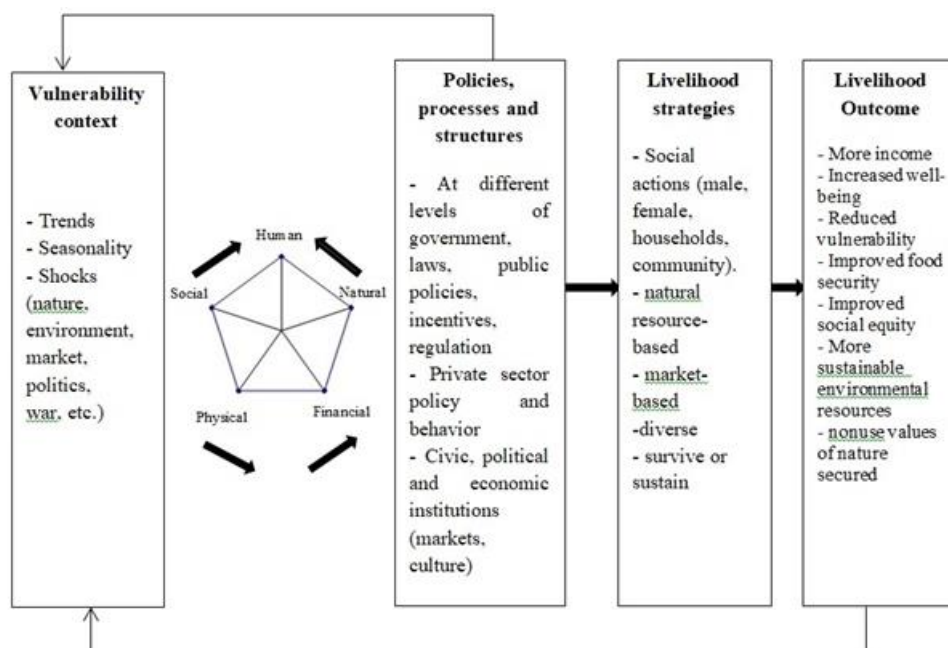 Vulnerability
context
- Trends
- Seasonality
- Shocks
(nature,
environment,
market,
politics,
war, etc.)
Human
Social
Natural
Physical
Financial
Policies,
processes and
structures
- At different
levels of
government,
laws, public
policies,
incentives,
regulation
- Private sector
policy and
behavior
- Civic, political
and economic
institutions
(markets,
culture)
Livelihood
strategies
- Social
actions (male,
female,
households,
community).
- natural
resource-
based
- market-
based
-diverse
- survive or
sustain
Livelihood
Outcome
- More income
- Increased well-
being
- Reduced
vulnerability
- Improved food
security
- Improved
social equity
- More
sustainable
environmental
resources
- nonuse values
of nature
secured